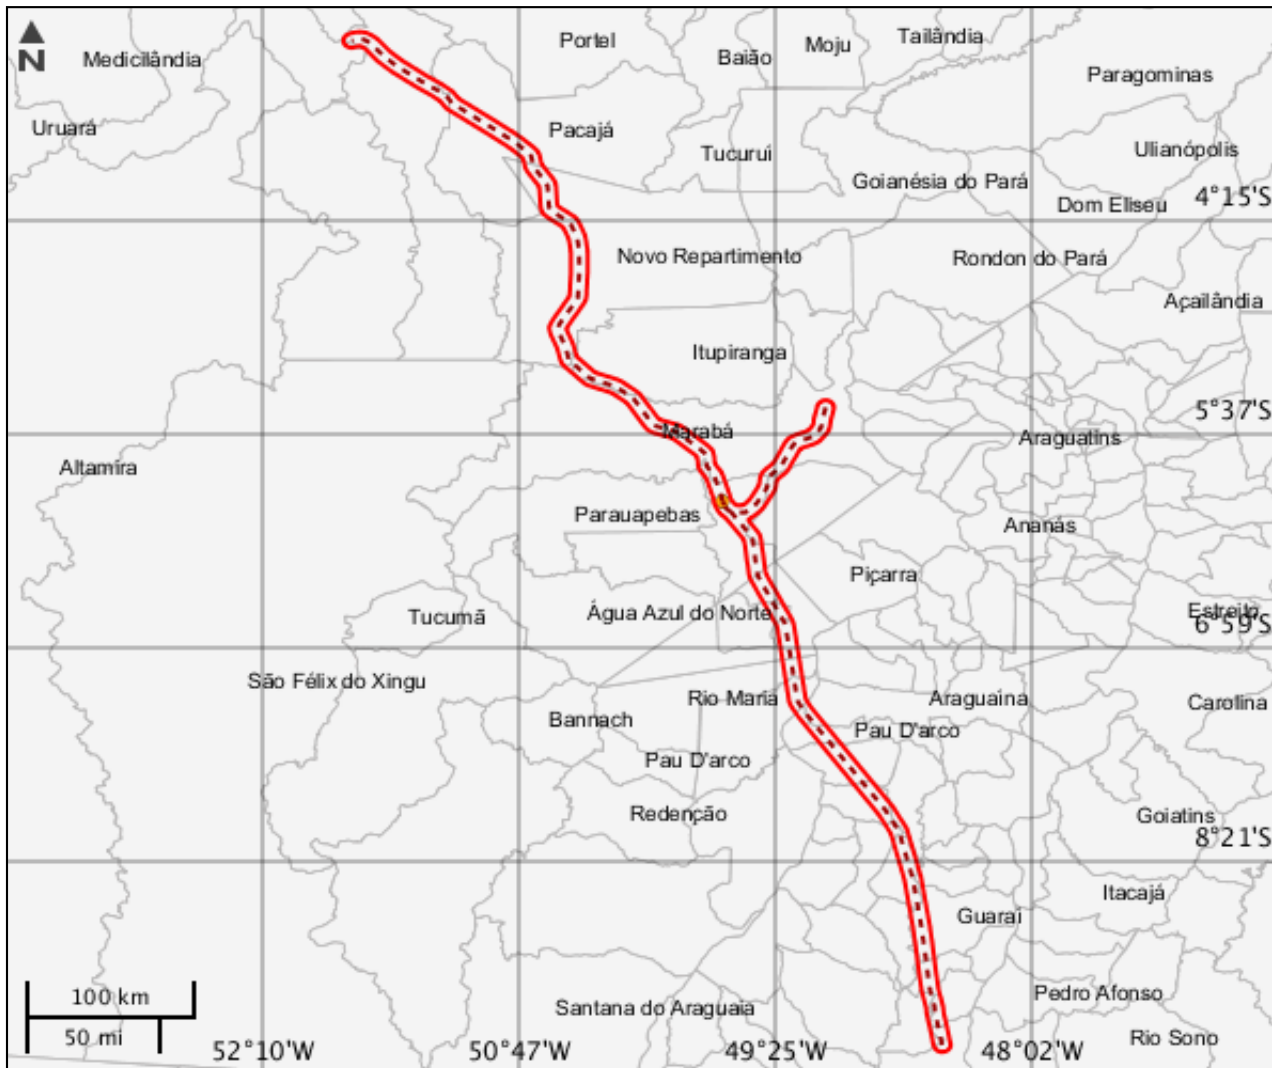 N
Portel
Moju
Tailândia
Medicilândia
Baião
Paragominas
Uruará
Pacajá
Tucuruí
Ulianópolis
Goianésia do Pará
4°15'S
Dom Eliseu
Novo Repartimento
Rondon do Pará
Açailândia
Itupiranga
5°37'S
Marabá
Araguatins
Altamira
Parauapebas
Ananás
Piçarra
Tucumã
Água Azul do Norte
Estreito
6°59'S
São Félix do Xingu
Rio Maria
Araguaína
Carolina
Bannach
Pau D'arco
Pau D'arco
Redenção
Goiatins
8°21'S
Itacajá
Guaraí
100 km
Pedro Afonso
Santana do Araguaia
50 mi
Rio Sono
52°10'W
50°47'W
49°25'W
48°02'W